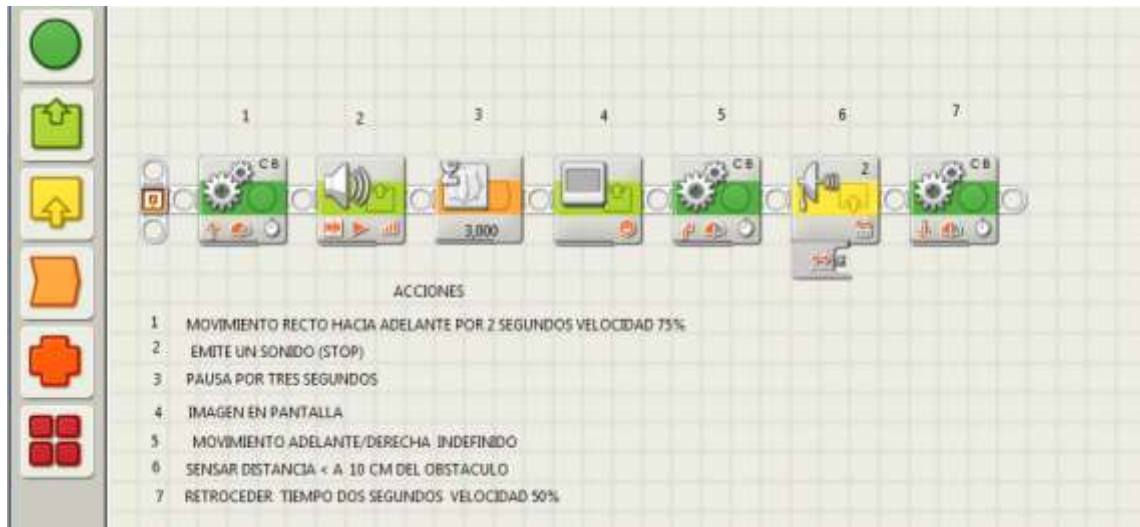 1 2 3 4 5 6 7
C B
C B
2
C B
3,000
ACCIONES
1 MOVIMIENTO RECTO HACIA ADELANTE POR 2 SEGUNDOS VELOCIDAD 75%
2 EMITE UN SONIDO (STOP)
3 PAUSA POR TRES SEGUNDOS
4 IMAGEN EN PANTALLA
5 MOVIMIENTO ADELANTE/DERECHA INDEFINIDO
6 SENSAR DISTANCIA < A 10 CM DEL OBSTACULO
7 RETROCEDER TIEMPO DOS SEGUNDOS VELOCIDAD 50%